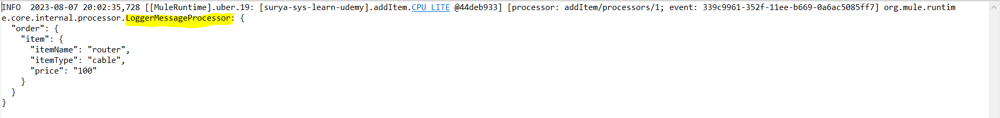 INFO  2023-08-07 20:02:35,728 [[MuleRuntime].uber.19: [surya-sys-learn-udemy].addItem.CPU_LITE @44deb933] [processor: addItem/processors/1; event: 339c9961-352f-11ee-b669-0a6ac5085ff7] org.mule.runtim
e.core.internal.processor.LoggerMessageProcessor: {
  "order": {
    "item": {
      "itemName": "router",
      "itemType": "cable",
      "price": "100"
    }
  }
}